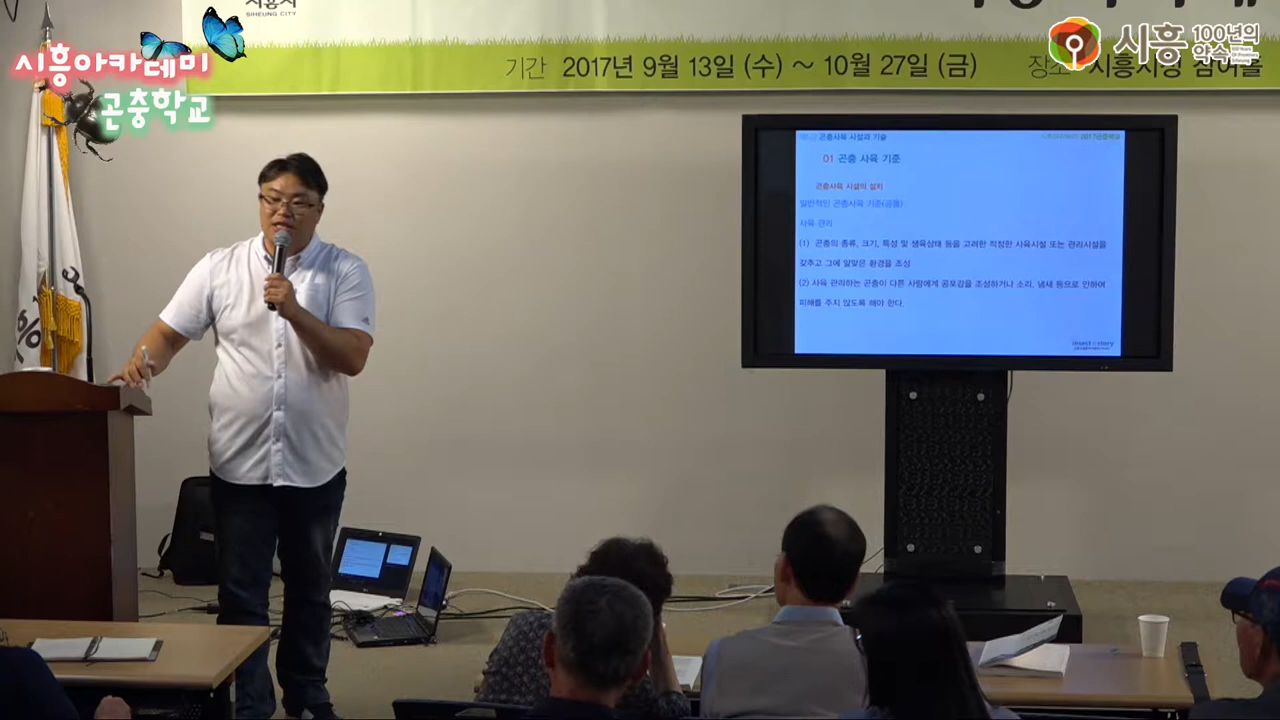 시흥시
SIHEUNG CITY
시흥아카데미
곤충학교
기간 2017년 9월 13일 (수) ~ 10월 27일 (금)
장소
시흥 100년의
약속
곤충사육 시설과 기술
2017곤충학교
01 곤충 사육 기준
곤충사육 시설의 설치
일반적인 곤충사육 기준(공통)
사육 관리
(1) 곤충의 종류, 크기, 특성 및 생육상태 등을 고려한 적정한 사육시설 또는 관리시설을
갖추고 그에 알맞은 환경을 조성
(2) 사육 관리하는 곤충이 다른 사람에게 공포감을 조성하거나 소리, 냄새 등으로 인하여
피해를 주지 않도록 해야 한다.